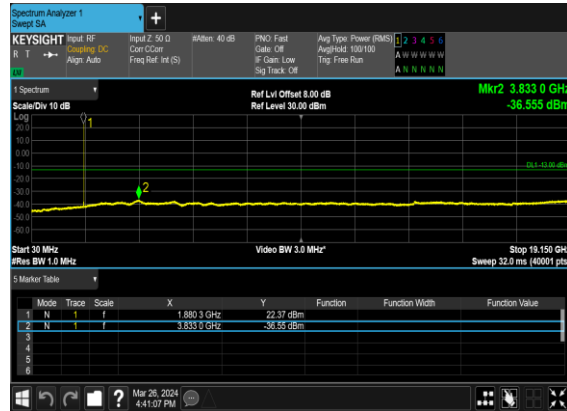 Spectrum Analyzer 1
Swept SA
+
KEYSIGHT
R T
Input: RF
Coupling: DC
Align: Auto
Input Z: 50 Ω
Corr CCorr
Freq Ref: Int (S)
#Atten: 40 dB
PNO: Fast
Gate: Off
IF Gain: Low
Sig Track: Off
Avg Type: Power (RMS)
Avg|Hold: 100/100
Trig: Free Run
1 2 3 4 5 6
A W W W W W
A N N N N N
1 Spectrum
Scale/Div 10 dB
Ref Lvl Offset 8.00 dB
Ref Level 30.00 dBm
Mkr2 3.833 0 GHz
-36.555 dBm
Log
20.0
10.0
0.00
-10.0
-20.0
-30.0
-40.0
-50.0
-60.0
1
2
DL1 -13.00 dBm
Start 30 MHz
#Res BW 1.0 MHz
Video BW 3.0 MHz*
Stop 19.150 GHz
Sweep 32.0 ms (40001 pts)
5 Marker Table
Mode Trace Scale X Y Function Function Width Function Value
1 N 1 f 1.880 3 GHz 22.37 dBm
2 N 1 f 3.833 0 GHz -36.55 dBm
3
4
5
6
?
Mar 26, 2024
4:41:07 PM